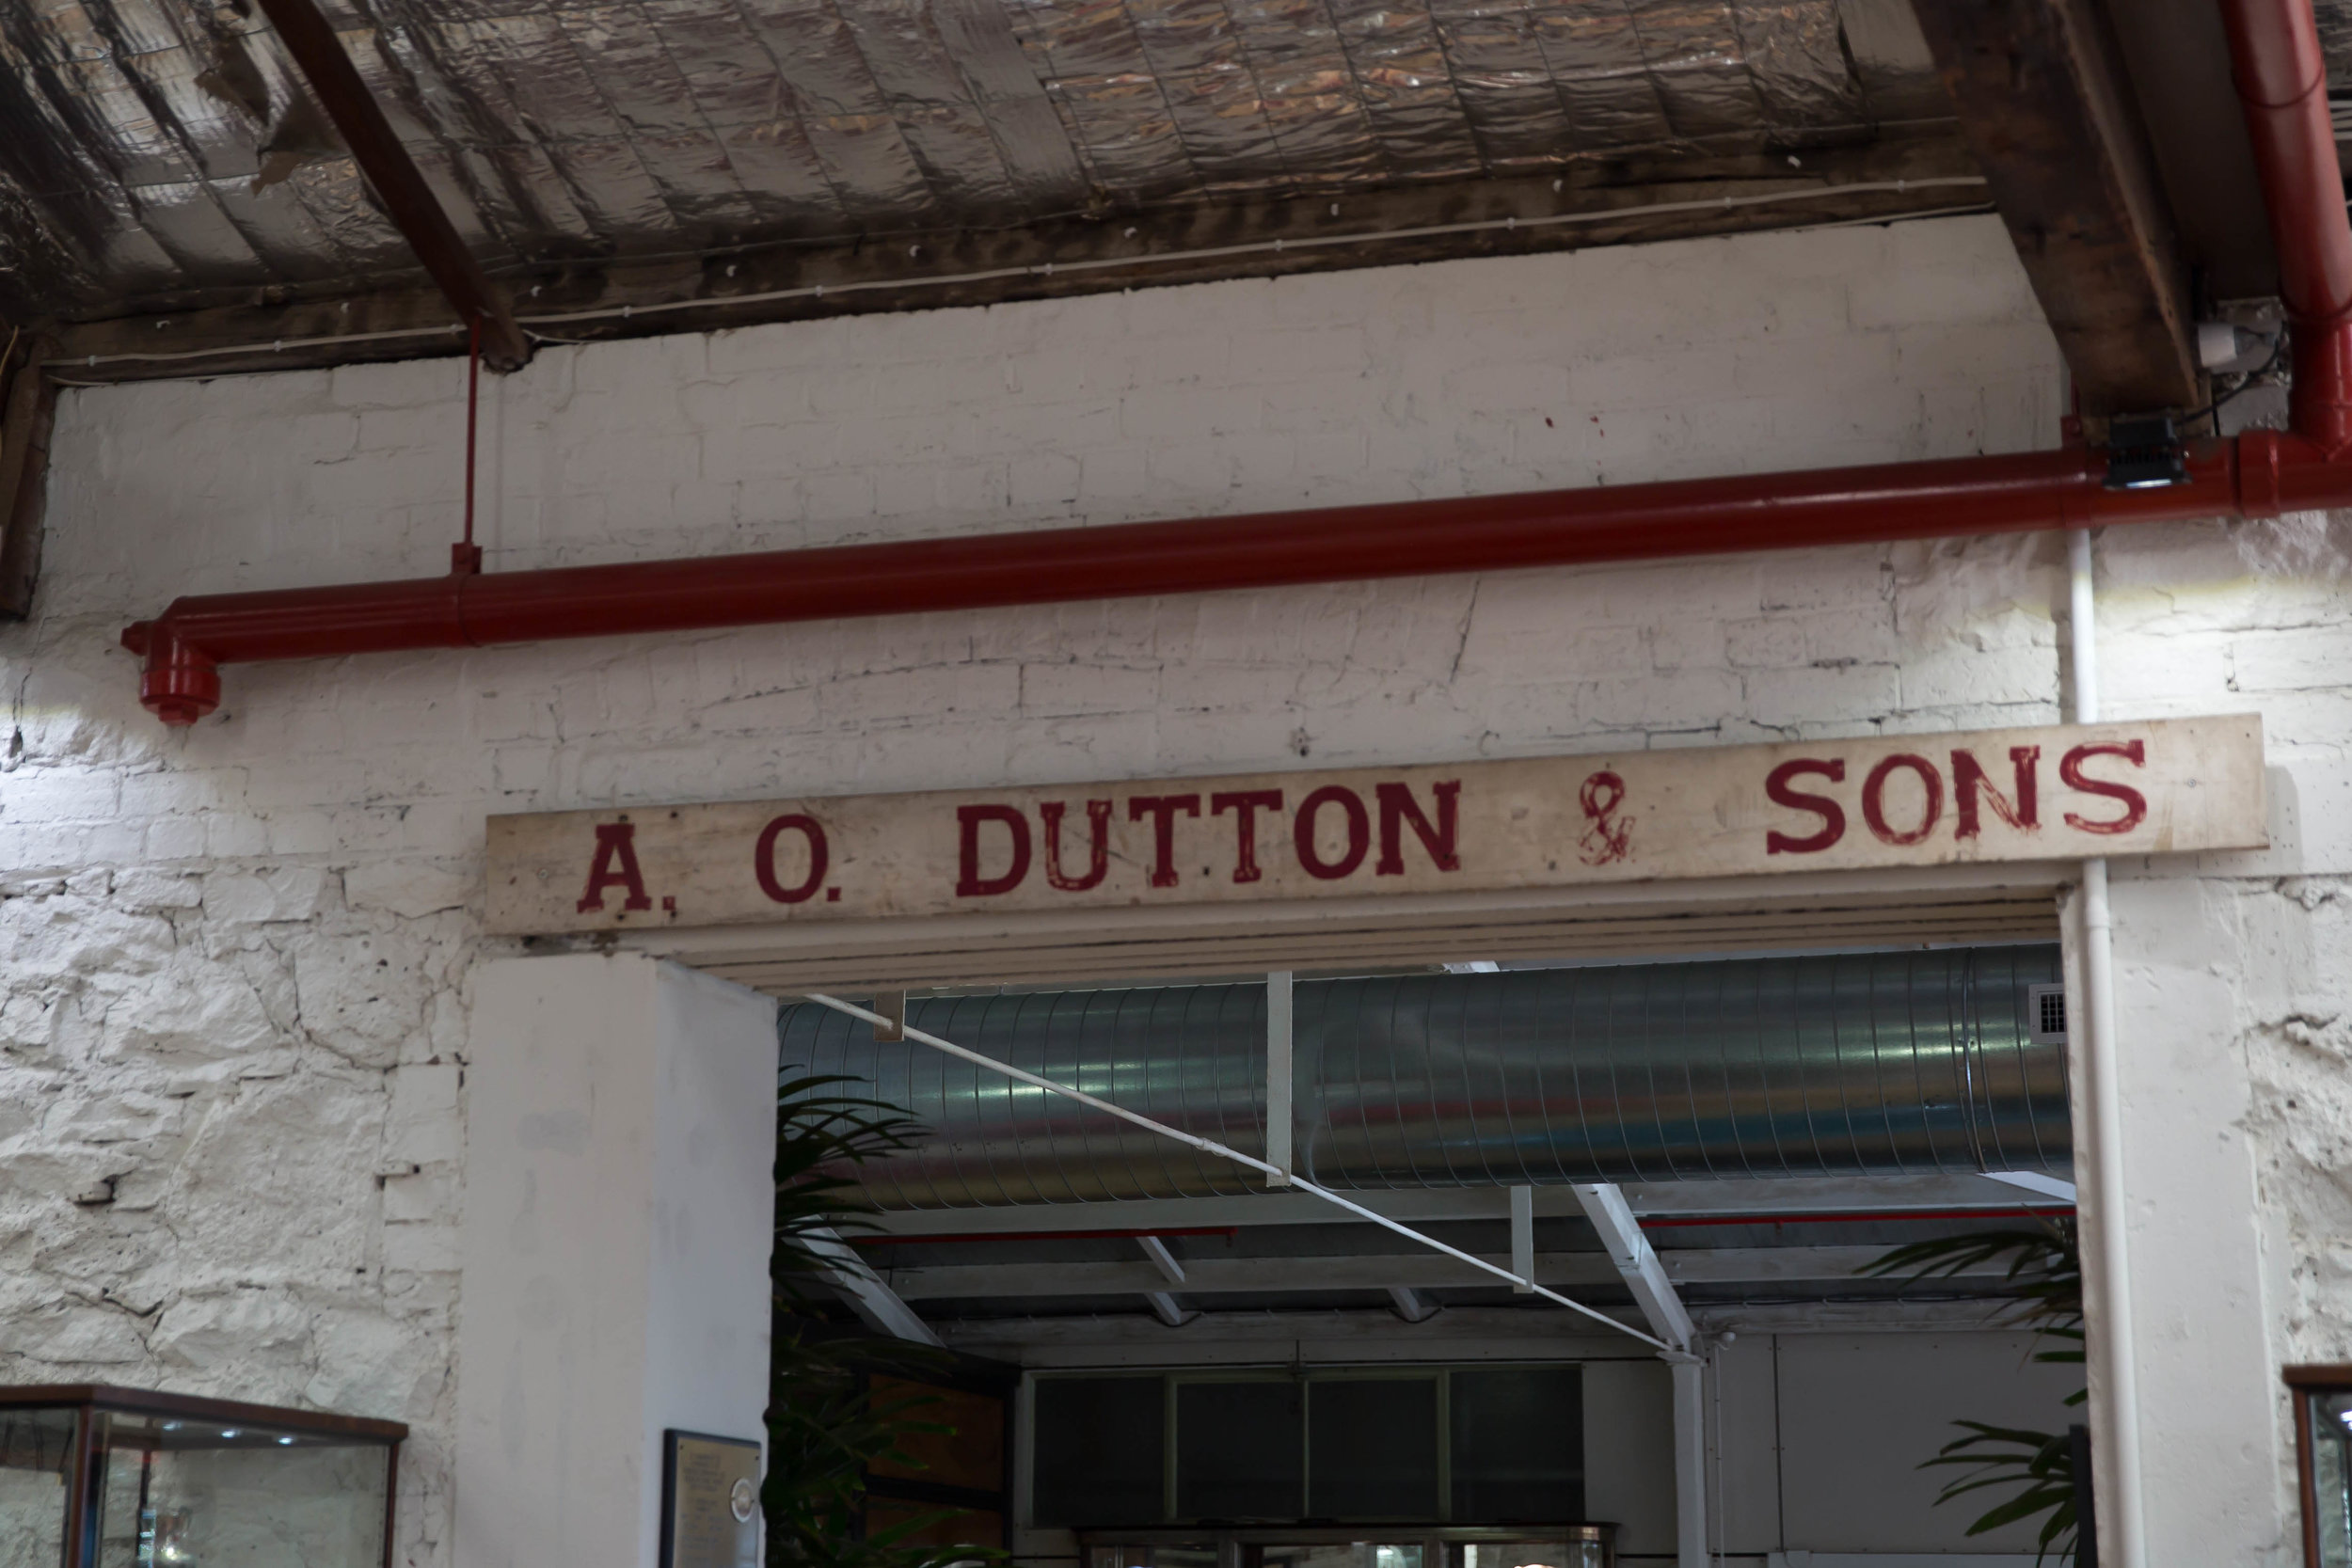 A. O. DUTTON & SONS